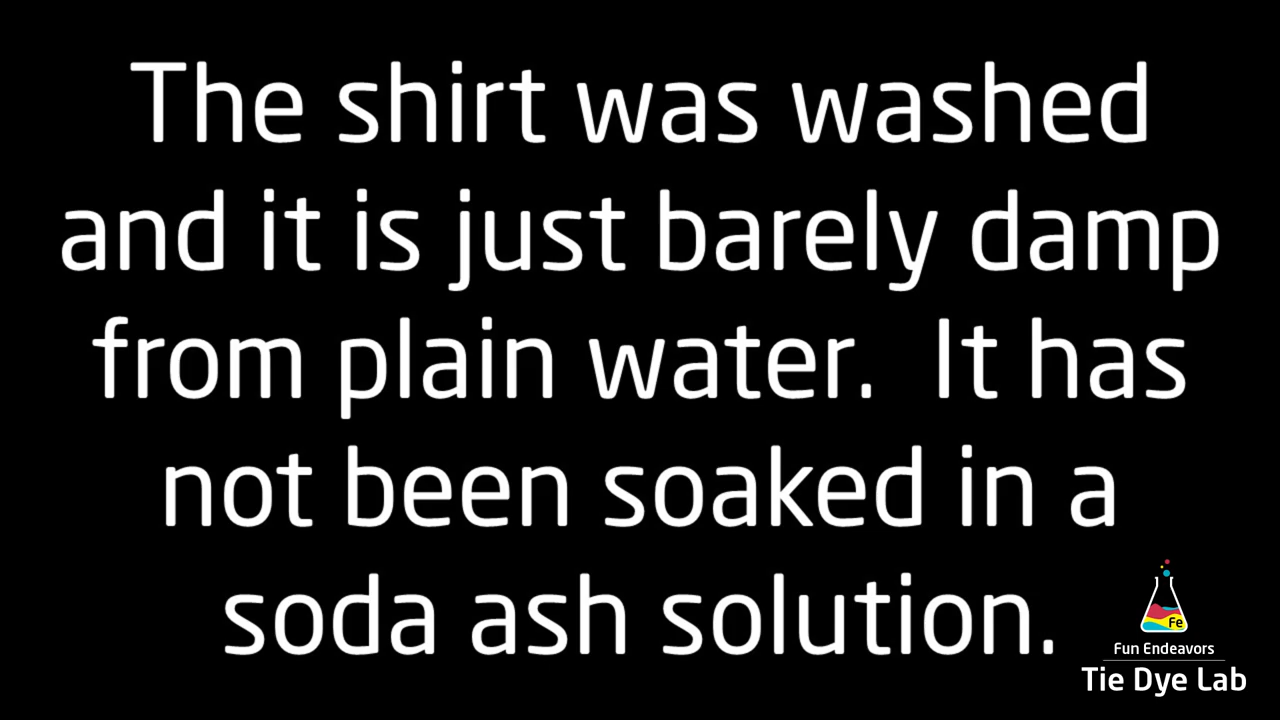 The shirt was washed
and it is just barely damp
from plain water.  It has
not been soaked in a
soda ash solution.
Fe
Fun Endeavors
Tie Dye Lab